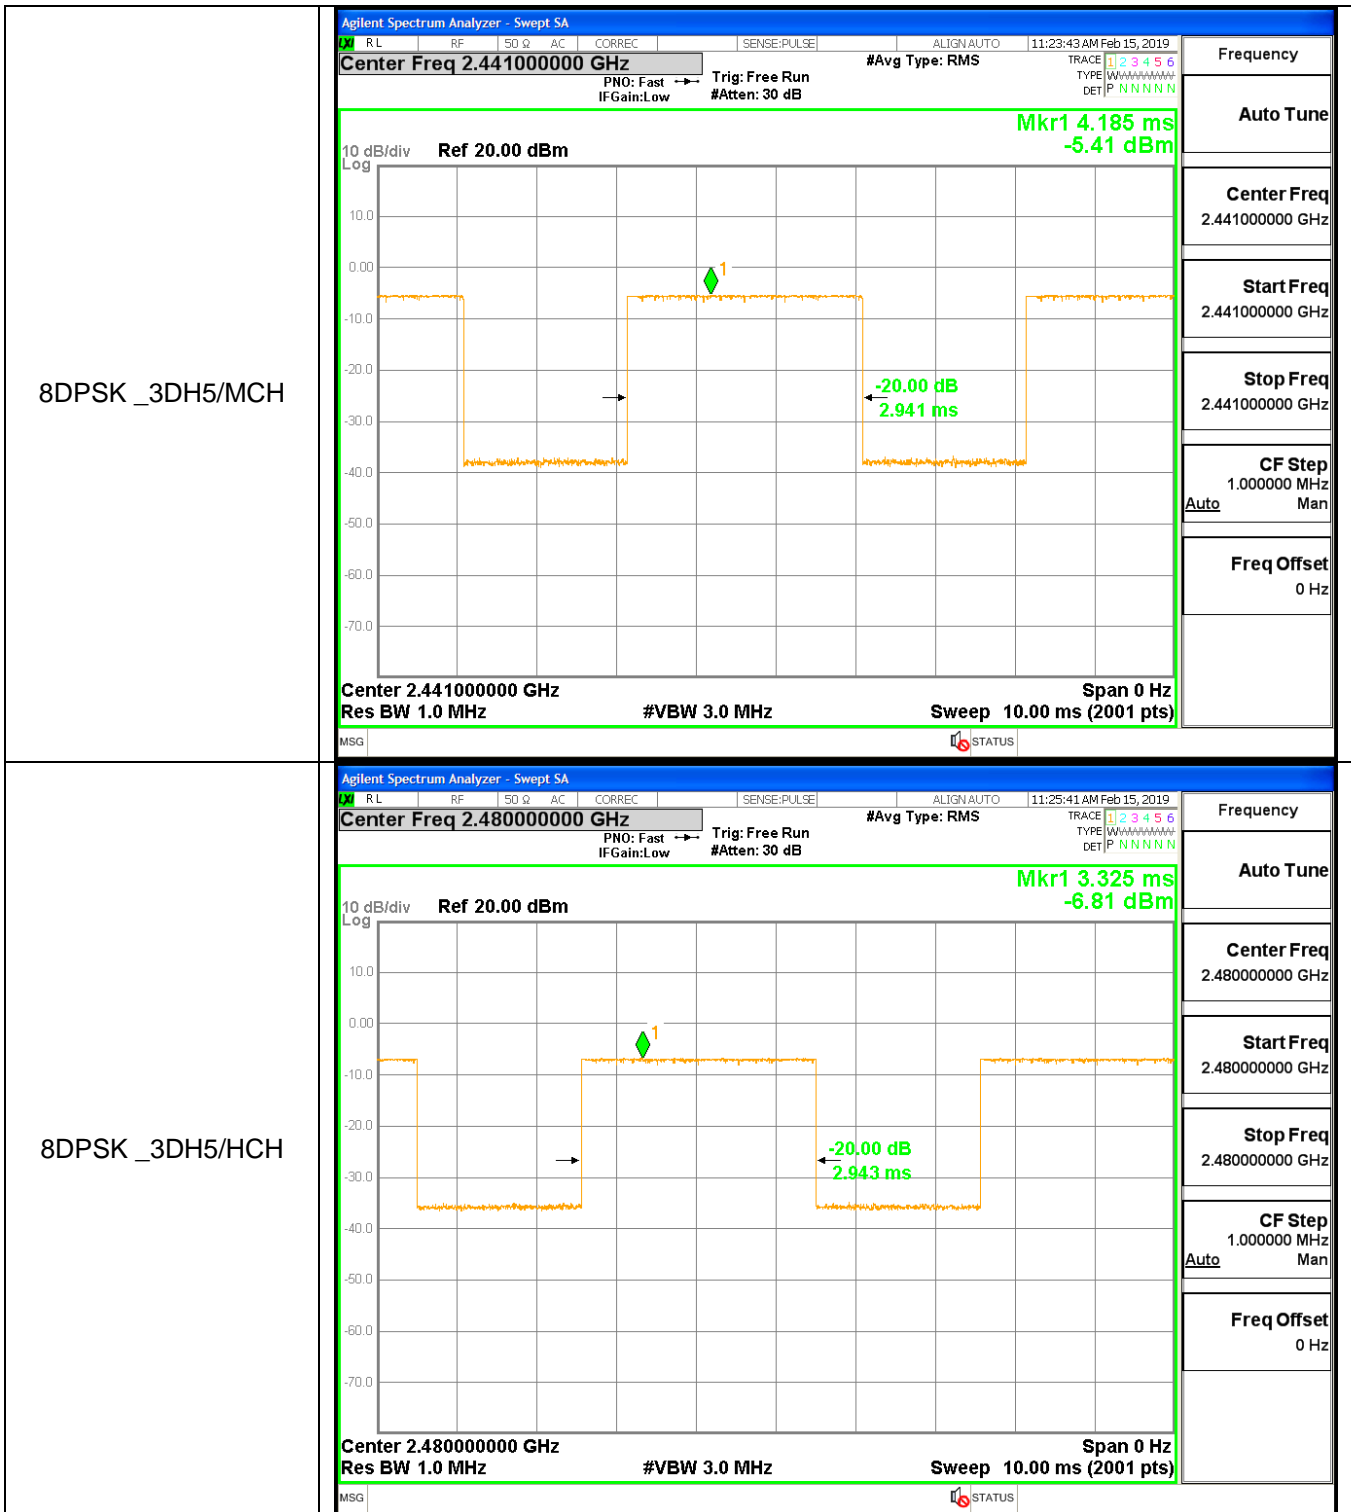 8DPSK _3DH5/MCH
Agilent Spectrum Analyzer - Swept SA
LXI RL RF 50 Ω AC CORREC SENSE:PULSE ALIGNAUTO 11:23:43 AM Feb 15, 2019
Center Freq 2.441000000 GHz
#Avg Type: RMS
TRACE 1 2 3 4 5 6
PNO: Fast Trig: Free Run
TYPE
IFGain:Low #Atten: 30 dB
DET P N N N N N
Mkr1 4.185 ms
-5.41 dBm
10 dB/div Ref 20.00 dBm
Log
10.0
0.00
1
-10.0
-20.0
-20.00 dB
2.941 ms
-30.0
-40.0
-50.0
-60.0
-70.0
Center 2.441000000 GHz Span 0 Hz
Res BW 1.0 MHz #VBW 3.0 MHz Sweep 10.00 ms (2001 pts)
MSG STATUS
Frequency
Auto Tune
Center Freq
2.441000000 GHz
Start Freq
2.441000000 GHz
Stop Freq
2.441000000 GHz
CF Step
1.000000 MHz
Auto Man
Freq Offset
0 Hz
8DPSK _3DH5/HCH
Agilent Spectrum Analyzer - Swept SA
LXI RL RF 50 Ω AC CORREC SENSE:PULSE ALIGNAUTO 11:25:41 AM Feb 15, 2019
Center Freq 2.480000000 GHz
#Avg Type: RMS
TRACE 1 2 3 4 5 6
PNO: Fast Trig: Free Run
TYPE
IFGain:Low #Atten: 30 dB
DET P N N N N N
Mkr1 3.325 ms
-6.81 dBm
10 dB/div Ref 20.00 dBm
Log
10.0
0.00
1
-10.0
-20.0
-20.00 dB
2.943 ms
-30.0
-40.0
-50.0
-60.0
-70.0
Center 2.480000000 GHz Span 0 Hz
Res BW 1.0 MHz #VBW 3.0 MHz Sweep 10.00 ms (2001 pts)
MSG STATUS
Frequency
Auto Tune
Center Freq
2.480000000 GHz
Start Freq
2.480000000 GHz
Stop Freq
2.480000000 GHz
CF Step
1.000000 MHz
Auto Man
Freq Offset
0 Hz